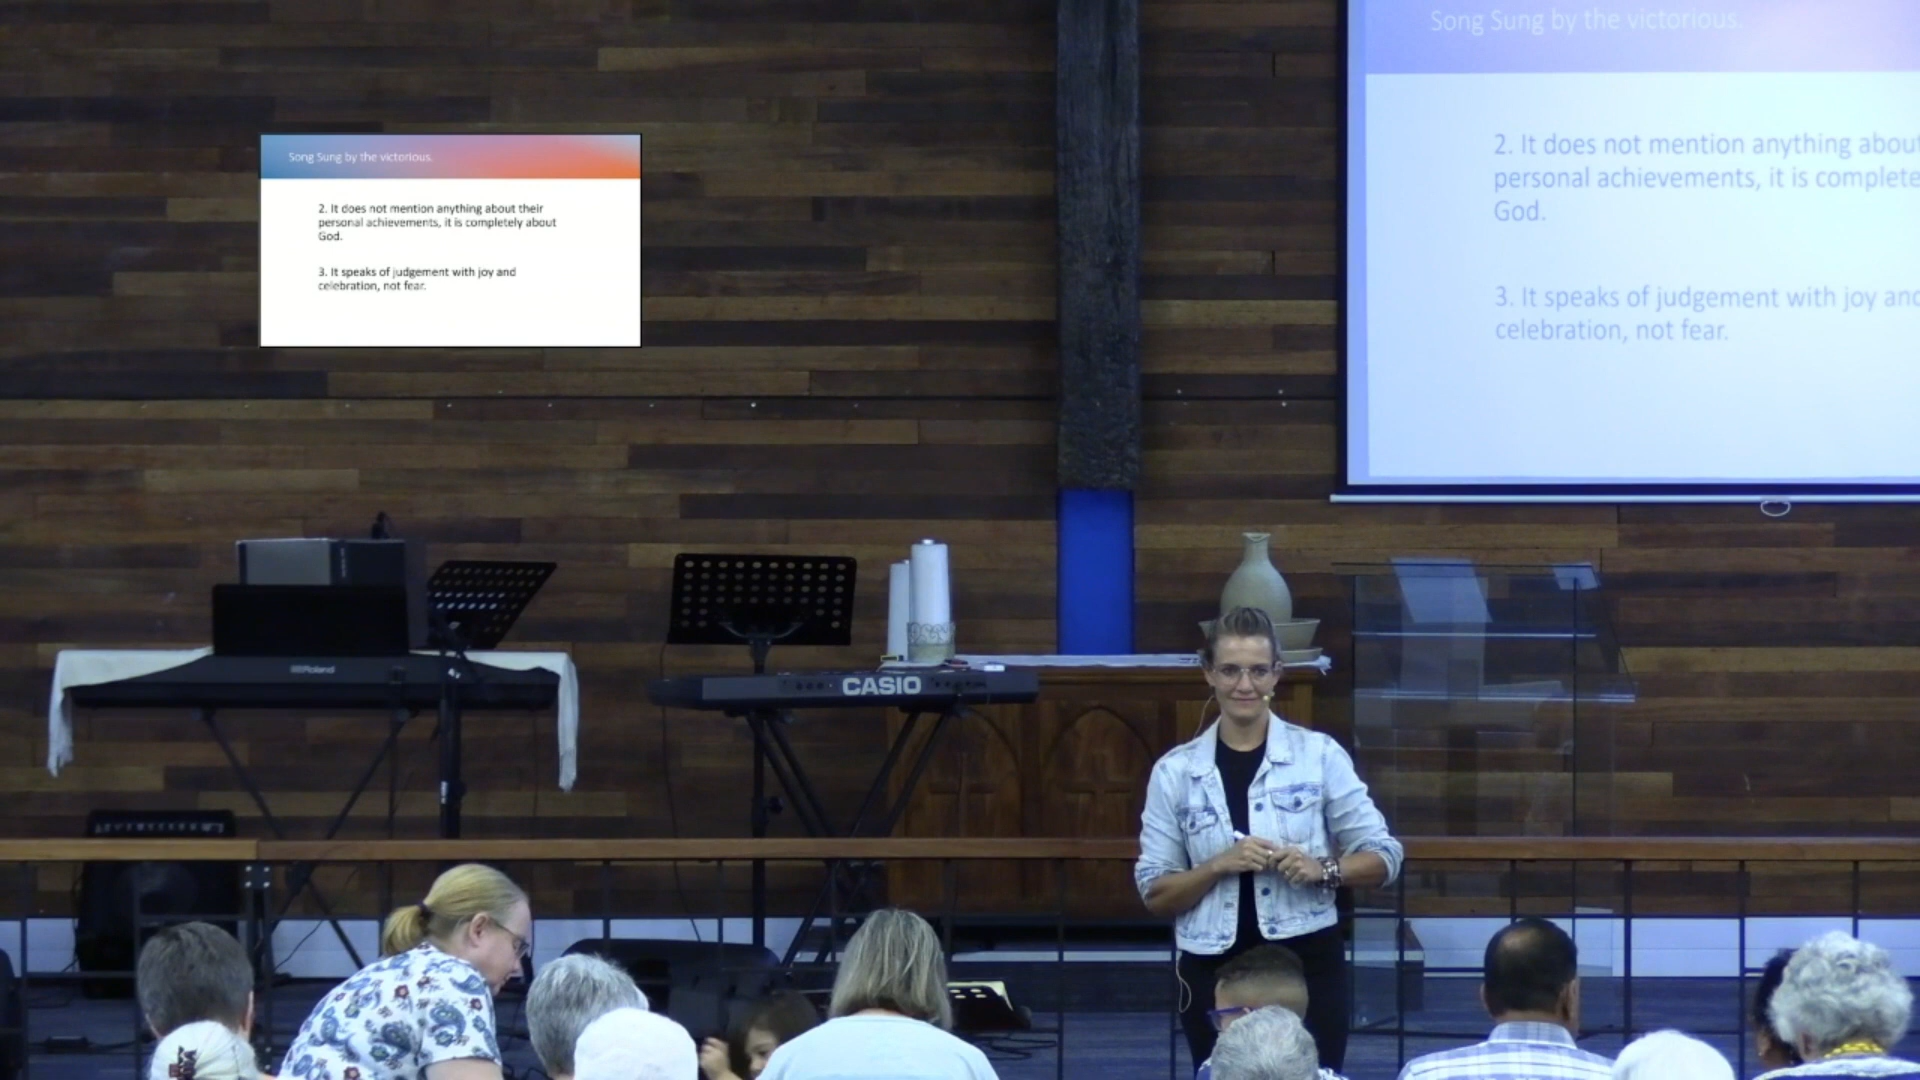 Song Sung by the victorious.
2. It does not mention anything about their
personal achievements, it is completely about
God.
3. It speaks of judgement with joy and
celebration, not fear.
Song Sung by the victorious.
2. It does not mention anything about
personal achievements, it is complete
God.
3. It speaks of judgement with joy and
celebration, not fear.
Roland
CASIO